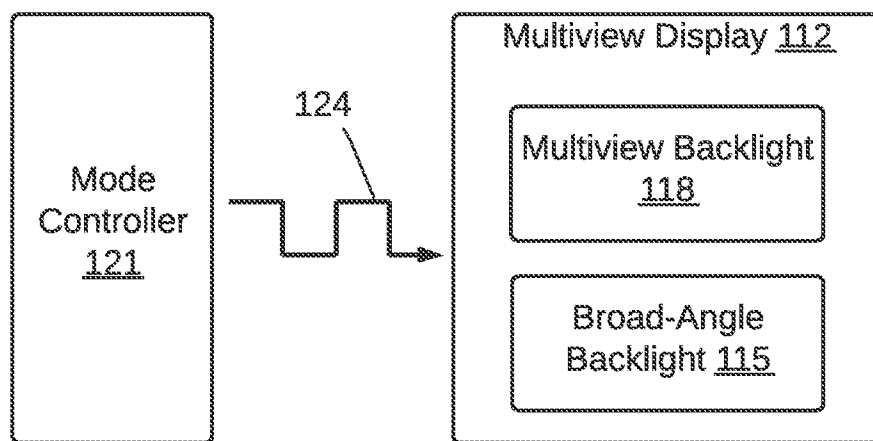 Multiview Display 112
124
Multiview Backlight
118
Mode
Controller
121
Broad-Angle
Backlight 115